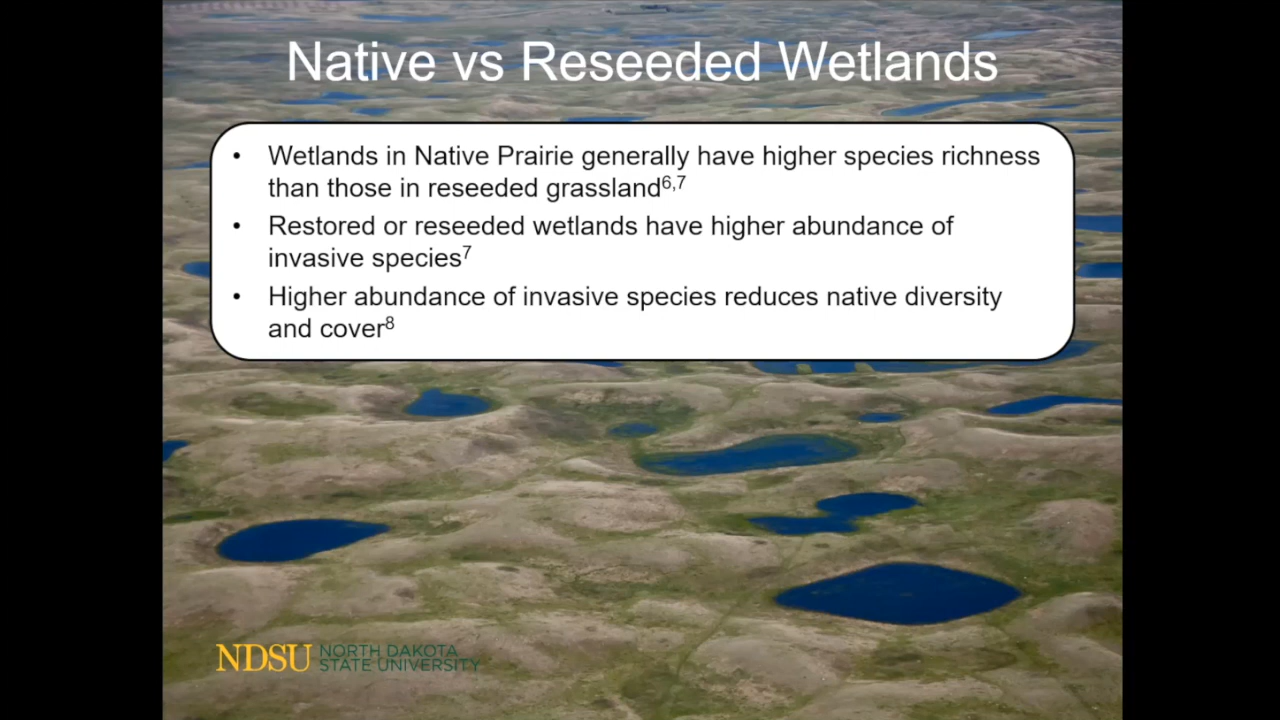 Native vs Reseeded Wetlands
• Wetlands in Native Prairie generally have higher species richness
than those in reseeded grassland6,7
• Restored or reseeded wetlands have higher abundance of
invasive species7
• Higher abundance of invasive species reduces native diversity
and cover8
NDSU NORTH DAKOTA
STATE UNIVERSITY